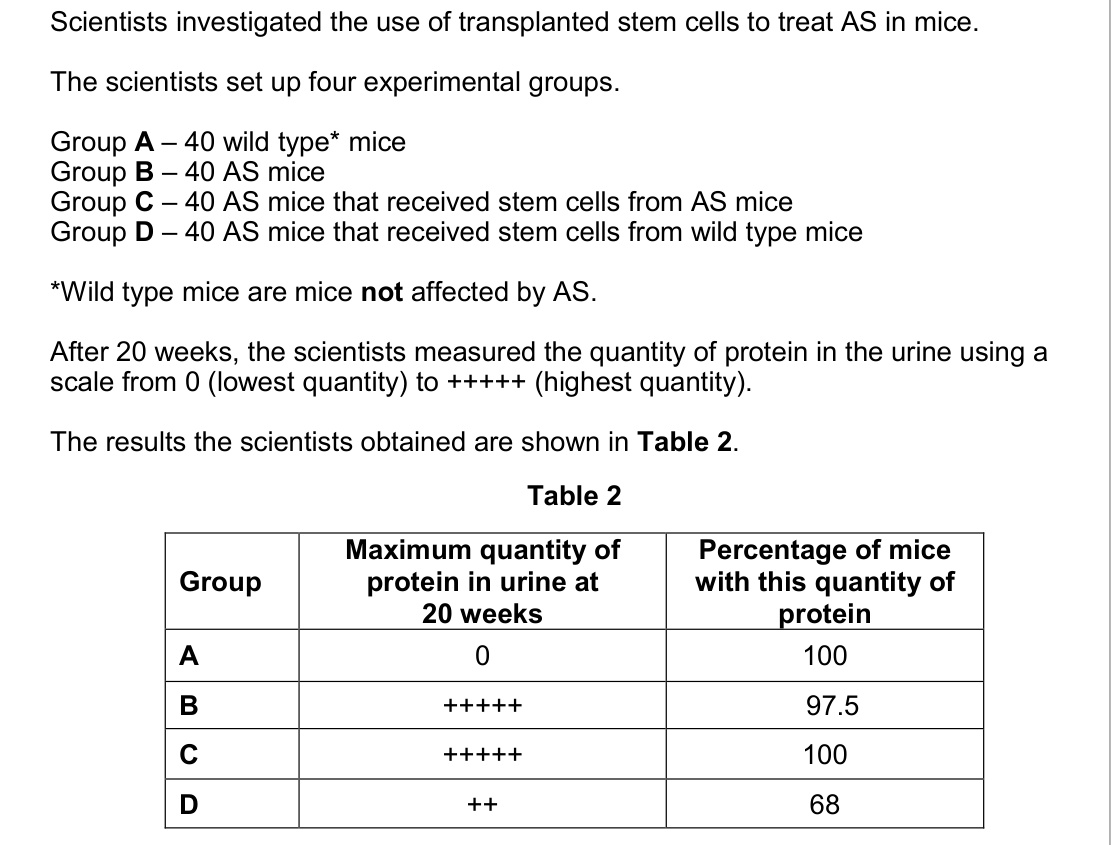 Scientists investigated the use of transplanted stem cells to treat AS in mice.
The scientists set up four experimental groups.
Group A – 40 wild type* mice
Group B – 40 AS mice
Group C – 40 AS mice that received stem cells from AS mice
Group D – 40 AS mice that received stem cells from wild type mice
*Wild type mice are mice not affected by AS.
After 20 weeks, the scientists measured the quantity of protein in the urine using a
scale from 0 (lowest quantity) to +++++ (highest quantity).
The results the scientists obtained are shown in Table 2.
Table 2
Group
Maximum quantity of
protein in urine at
20 weeks
Percentage of mice
with this quantity of
protein
A 0 100
B +++++ 97.5
C +++++ 100
D ++ 68